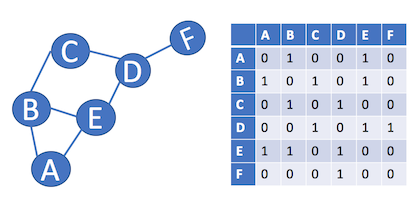 C
F
D
B
E
A
A B C D E F
A 0 1 0 0 1 0
B 1 0 1 0 1 0
C 0 1 0 1 0 0
D 0 0 1 0 1 1
E 1 1 0 1 0 0
F 0 0 0 1 0 0